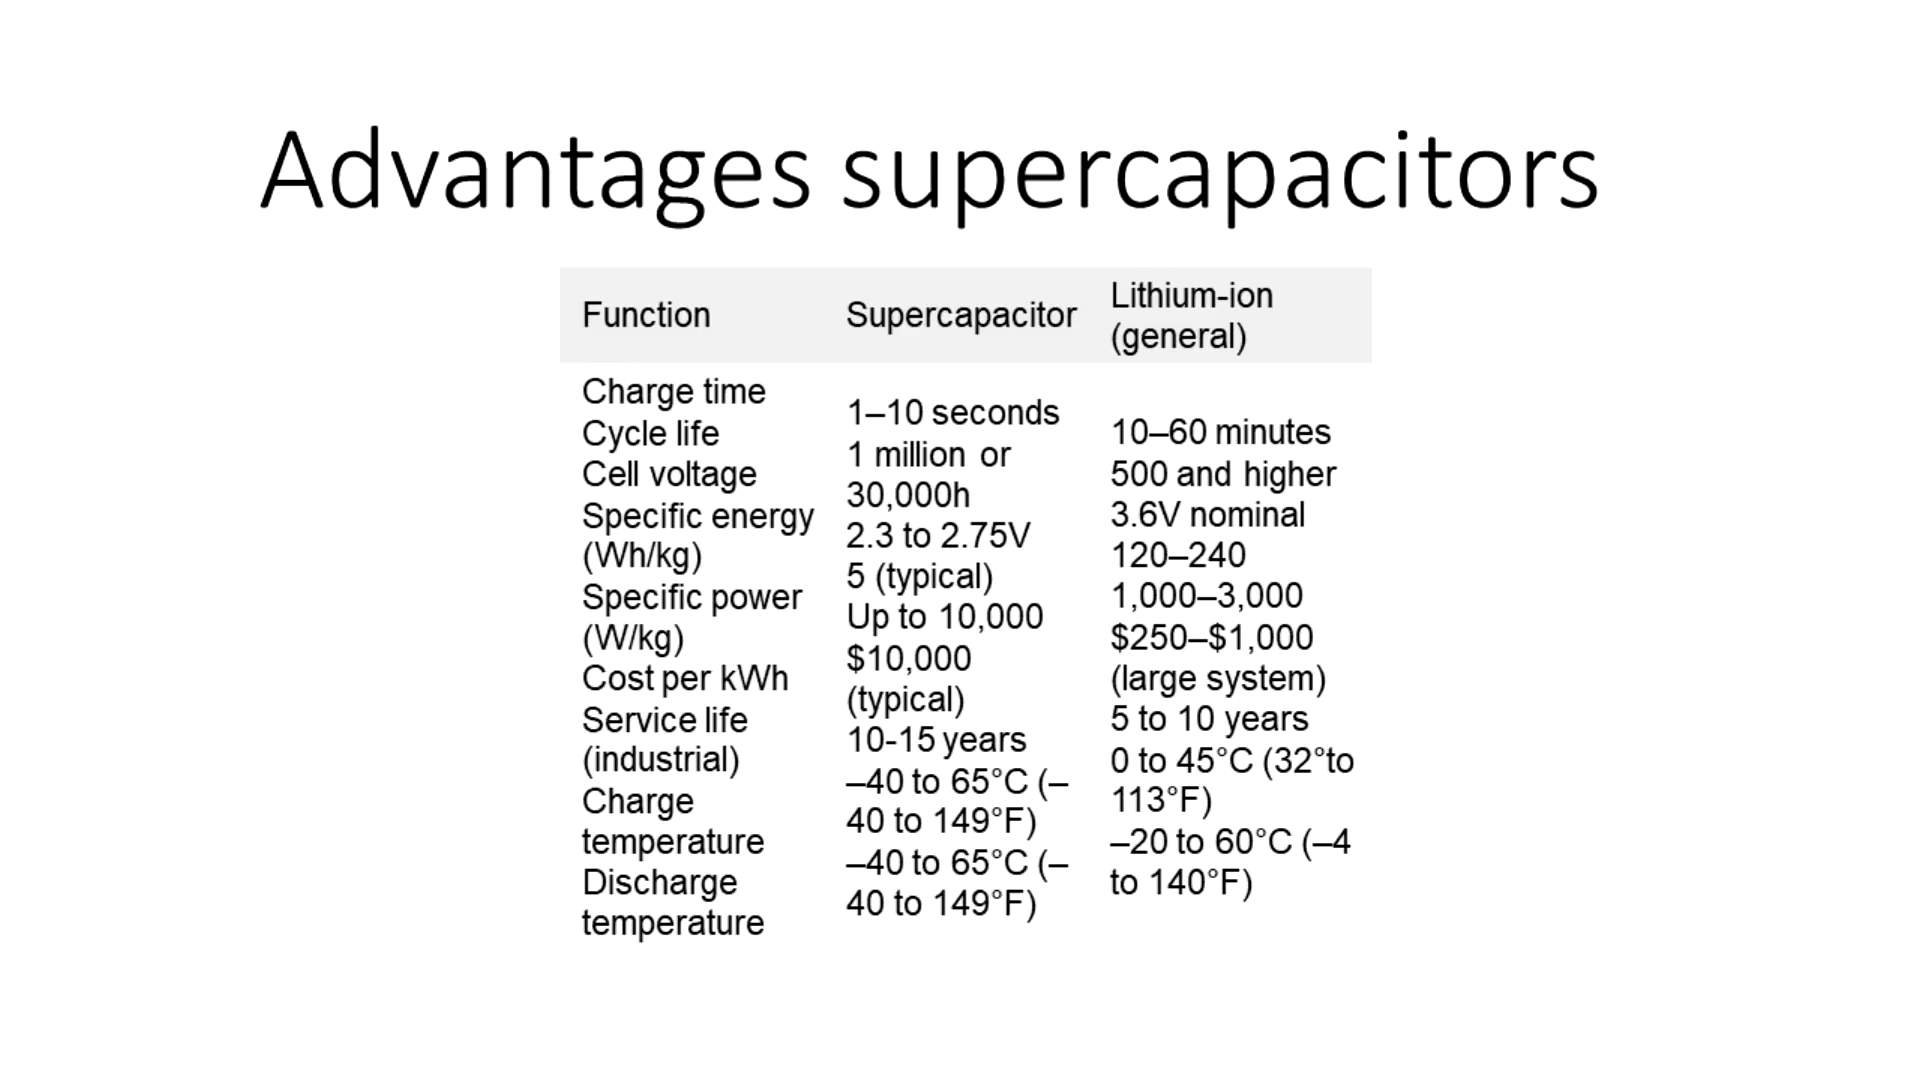 Advantages supercapacitors
Function
Supercapacitor
Lithium-ion
(general)
Charge time
Cycle life
Cell voltage
Specific energy
(Wh/kg)
Specific power
(W/kg)
Cost per kWh
Service life
(industrial)
Charge
temperature
Discharge
temperature
1–10 seconds
1 million or
30,000h
2.3 to 2.75V
5 (typical)
Up to 10,000
$10,000
(typical)
10-15 years
–40 to 65°C (–
40 to 149°F)
–40 to 65°C (–
40 to 149°F)
10–60 minutes
500 and higher
3.6V nominal
120–240
1,000–3,000
$250–$1,000
(large system)
5 to 10 years
0 to 45°C (32°to
113°F)
–20 to 60°C (–4
to 140°F)